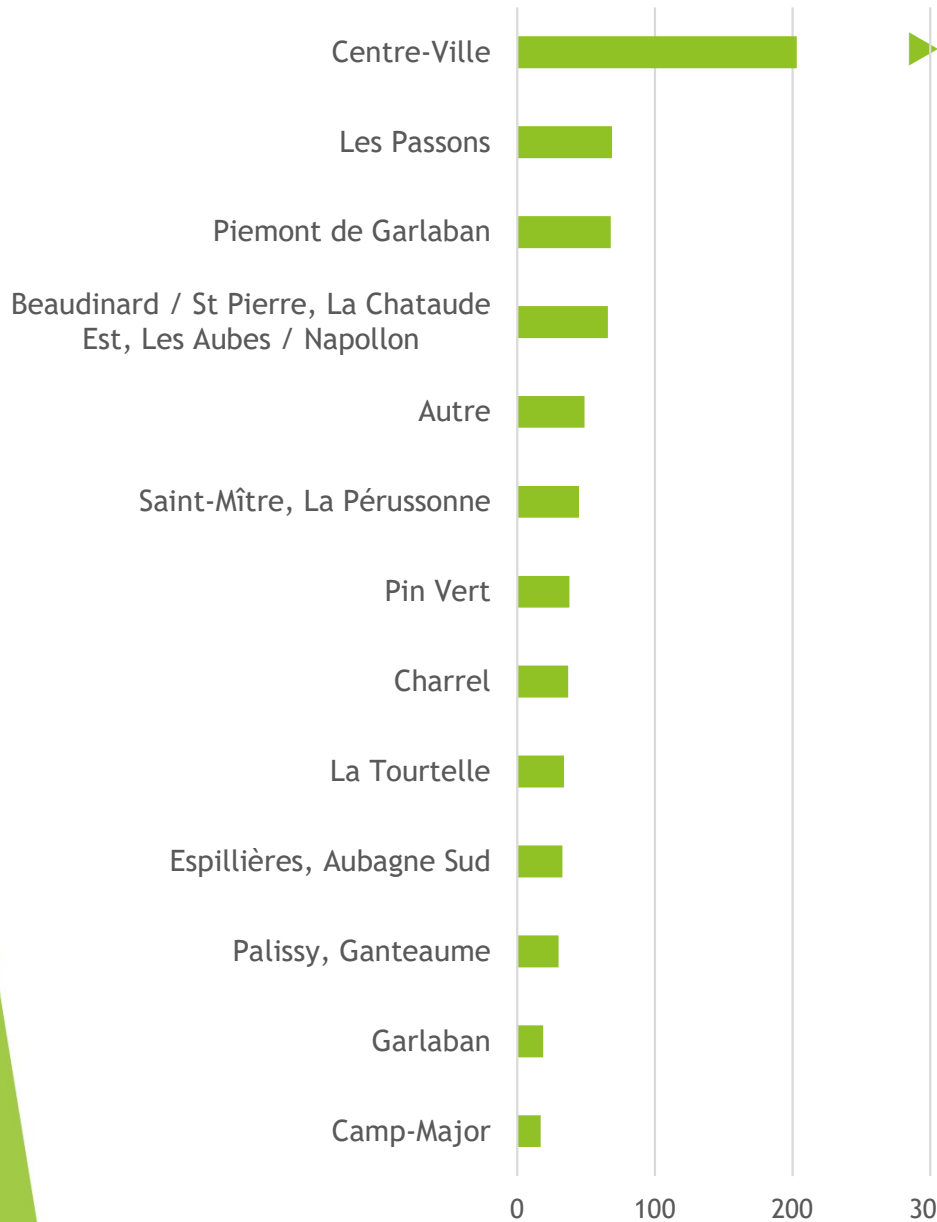 Centre-Ville
Les Passons
Piemont de Garlaban
Beaudinard / St Pierre, La Chataude
Est, Les Aubes / Napollon
Autre
Saint-Mître, La Pérussonne
Pin Vert
Charrel
La Tourtelle
Espillières, Aubagne Sud
Palissy, Ganteaume
Garlaban
Camp-Major
0 100 200 30